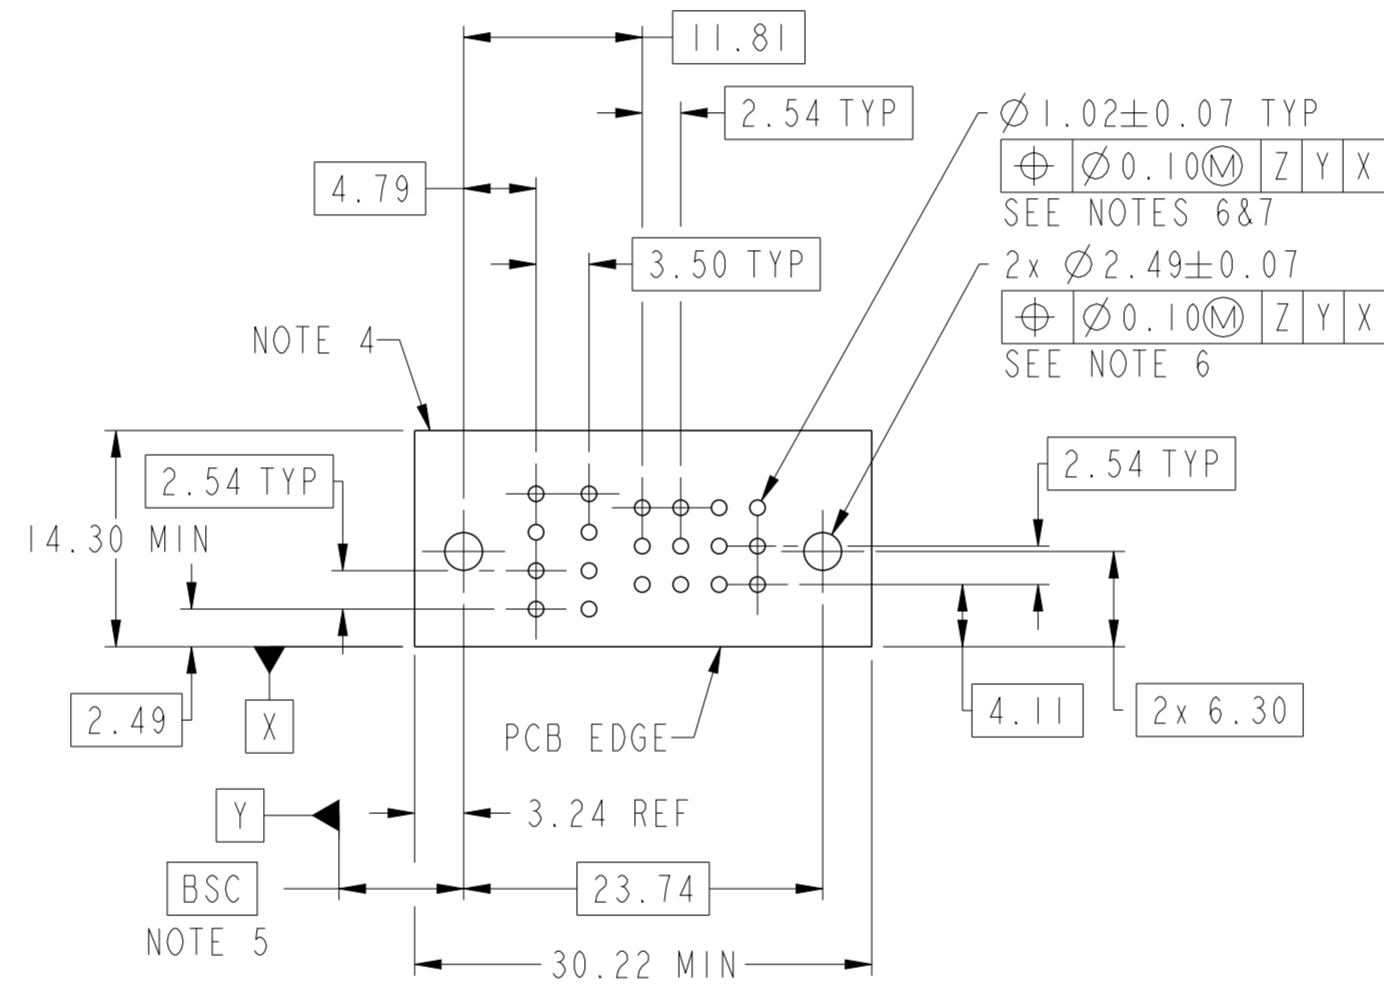 11.81
2.54 TYP
Ø1.02±0.07 TYP
⌖ Ø0.10Ⓜ Z Y X
SEE NOTES 6&7
4.79
3.50 TYP
2x Ø2.49±0.07
⌖ Ø0.10Ⓜ Z Y X
SEE NOTE 6
NOTE 4
2.54 TYP
2.54 TYP
14.30 MIN
2.49
X
PCB EDGE
4.11
2x 6.30
Y
3.24 REF
BSC
23.74
NOTE 5
30.22 MIN